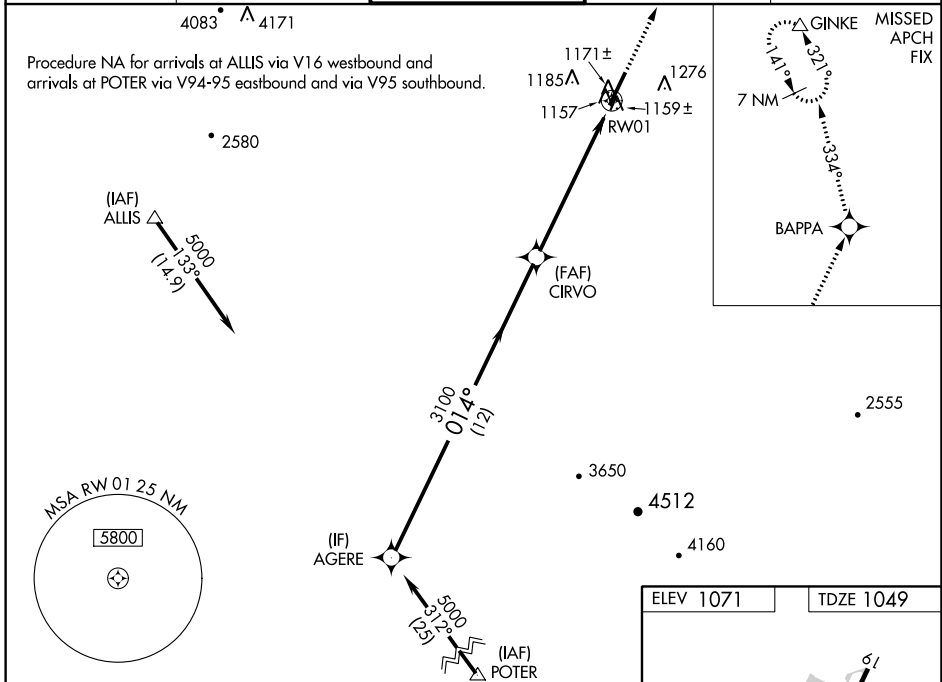 4083 4171
Procedure NA for arrivals at ALLIS via V16 westbound and
arrivals at POTER via V94-95 eastbound and via V95 southbound.
2580
1171±
1185
1276
1157
1159±
RW01
GINKE
MISSED
APCH
FIX
141°
321°
7 NM
334°
BAPPA
(IAF)
ALLIS
5000
133°
(14.9)
(FAF)
CIRVO
3100
014°
(12)
2555
3650
4512
4160
MSA RW 01 25 NM
5800
(IF)
AGERE
5000
312°
(25)
(IAF)
POTER
ELEV 1071
TDZE 1049
19